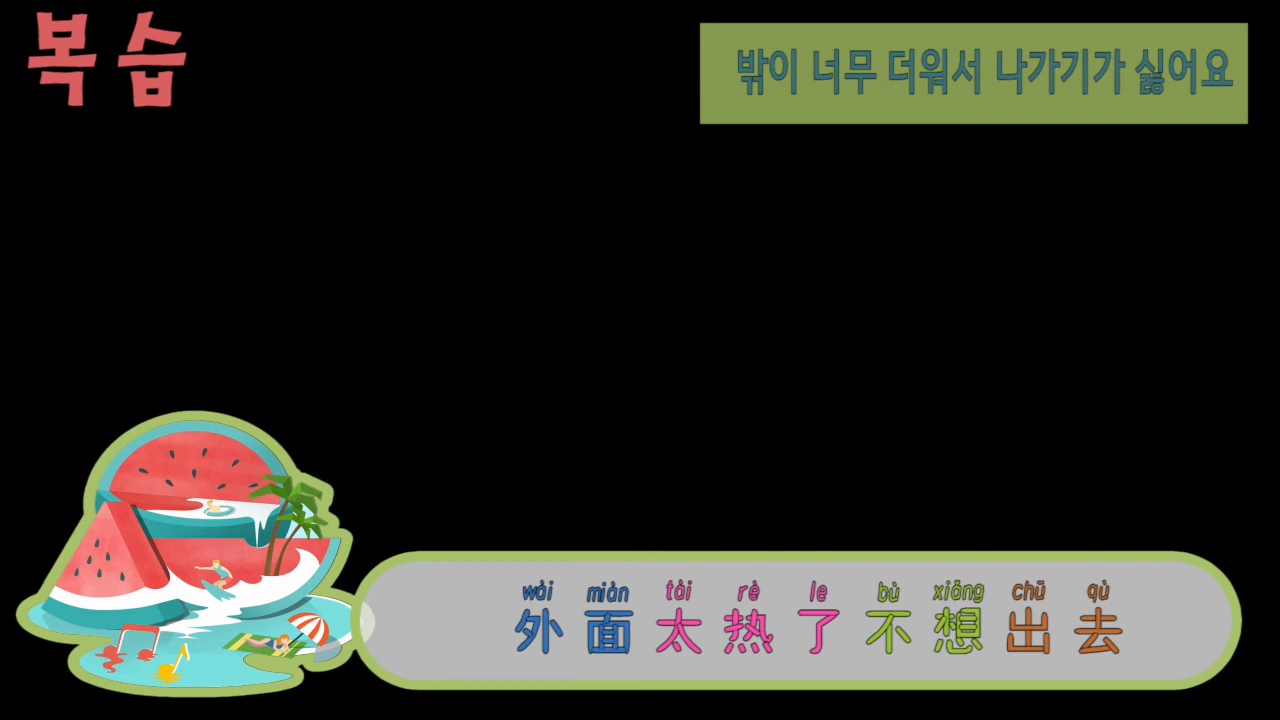 복습
밖이 너무 더워서 나가기가 싫어요
wài miàn tài rè le bù xiǎng chū qù
外面太热了不想出去